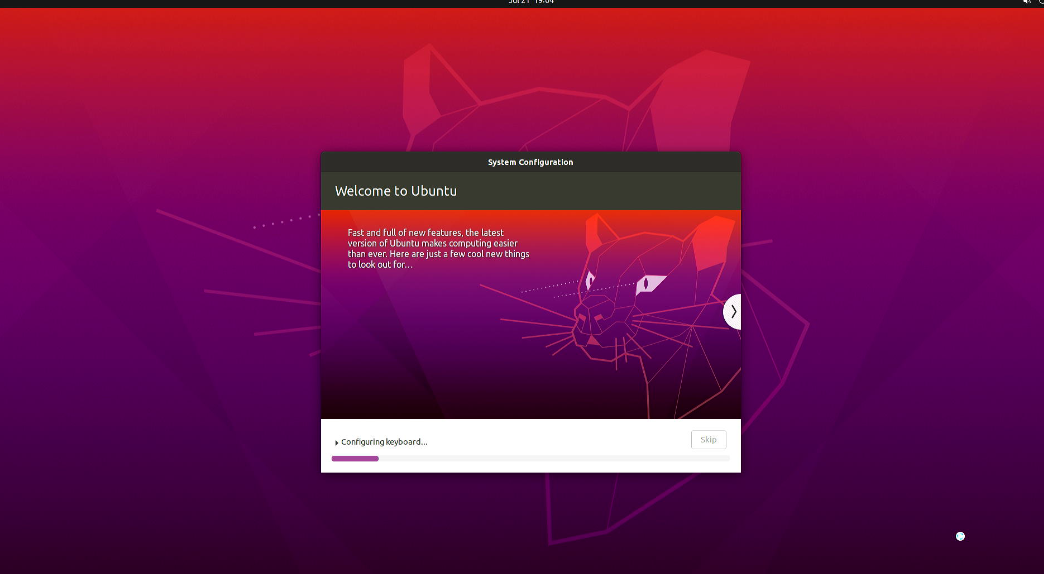 Jul 21 19:04
System Configuration
Welcome to Ubuntu
Fast and full of new features, the latest
version of Ubuntu makes computing easier
than ever. Here are just a few cool new things
to look out for...
Configuring keyboard...
Skip